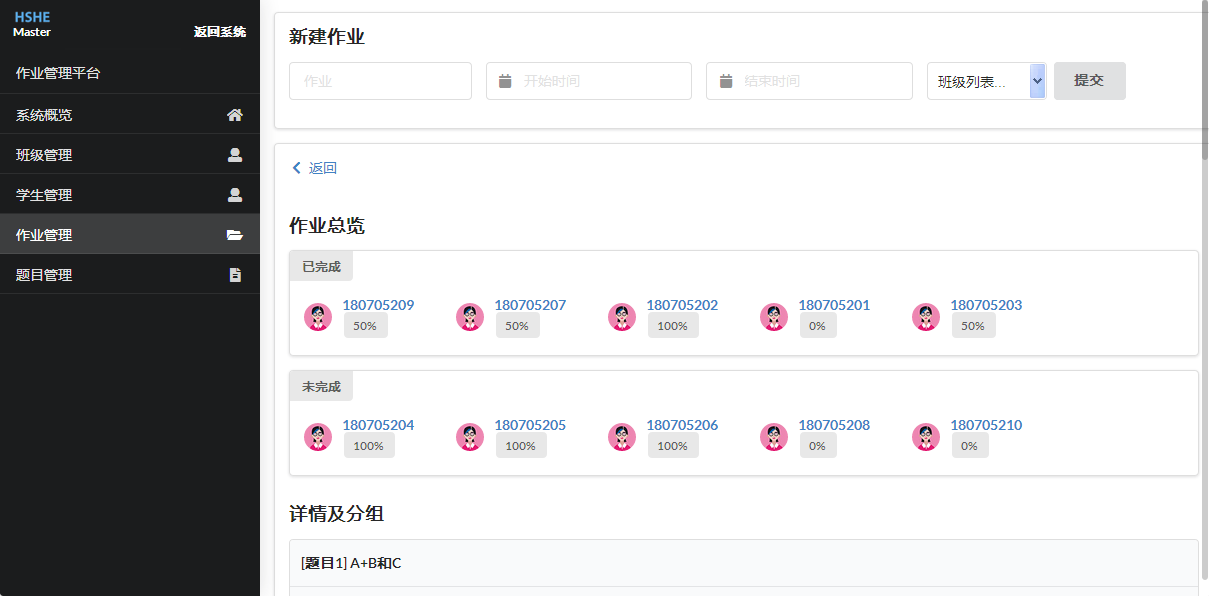 HSHE
Master
返回系统
作业管理平台
系统概览
班级管理
学生管理
作业管理
题目管理
新建作业
作业
开始时间
结束时间
班级列表...
提交
返回
作业总览
已完成
180705209
50%
180705207
50%
180705202
100%
180705201
0%
180705203
50%
未完成
180705204
100%
180705205
100%
180705206
100%
180705208
0%
180705210
0%
详情及分组
[题目1] A+B和C